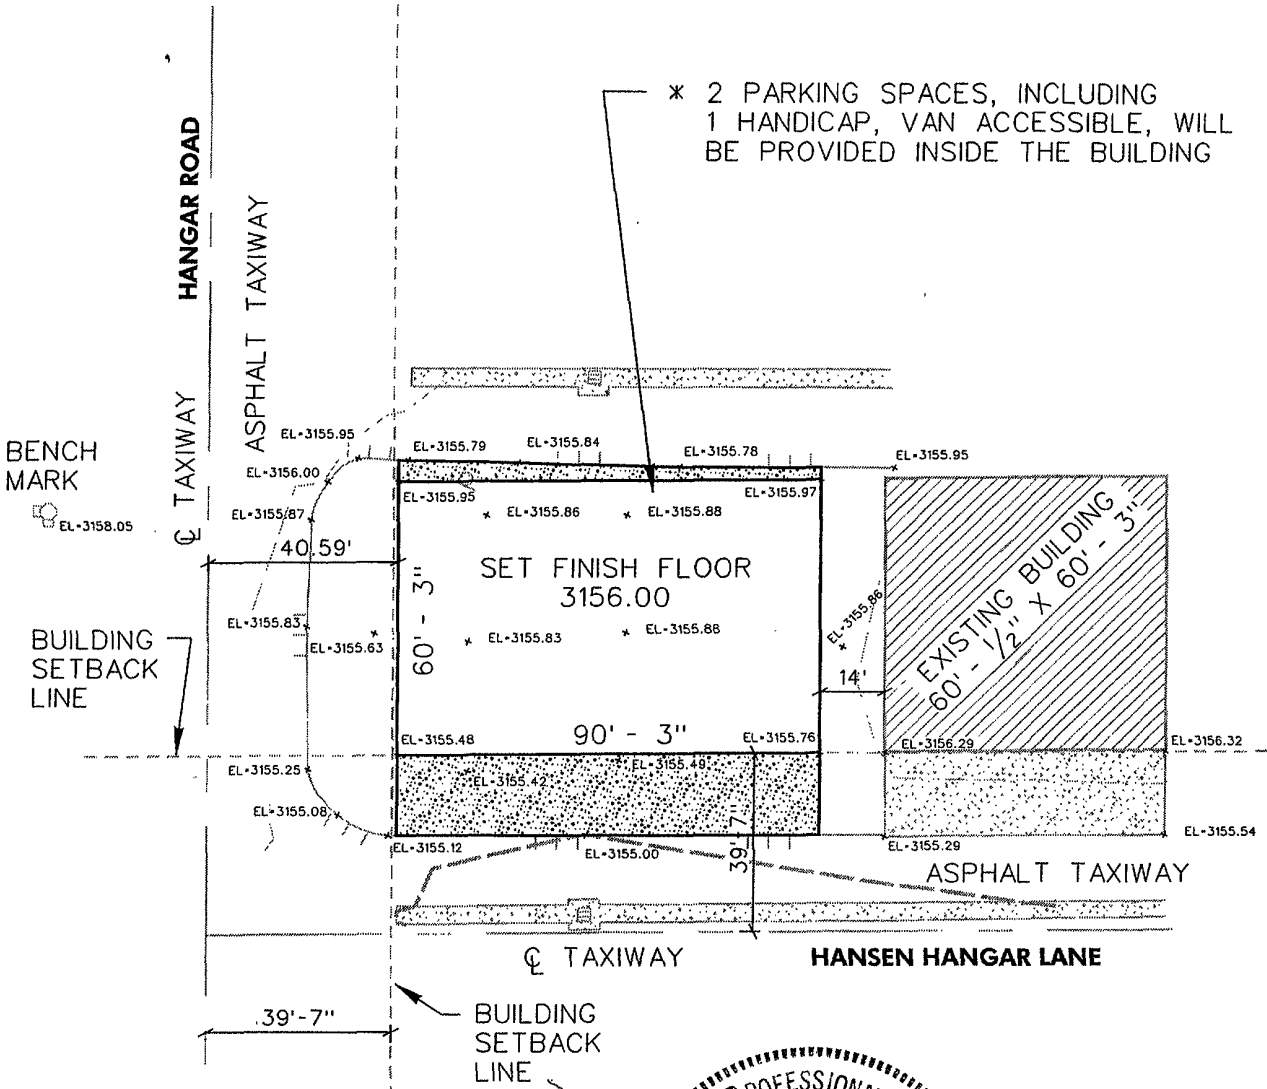 * 2 PARKING SPACES, INCLUDING
1 HANDICAP, VAN ACCESSIBLE, WILL
BE PROVIDED INSIDE THE BUILDING
HANGAR ROAD
ASPHALT TAXIWAY
℄ TAXIWAY
BENCH
MARK
EL=3158.05
EL=3155.95
EL=3156.00
EL=3155.87
EL=3155.79
EL=3155.84
EL=3155.78
EL=3155.95
EL=3155.95
EL=3155.97
EL=3155.86
EL=3155.88
40.59'
SET FINISH FLOOR
3156.00
60' - 3"
EL=3155.83
EL=3155.63
EL=3155.83
EL=3155.88
EL=3155.86
EXISTING BUILDING
60' - 1/2" X 60' - 3"
14'
BUILDING
SETBACK
LINE
EL=3155.48
90' - 3"
EL=3155.76
EL=3156.29
EL=3156.32
EL=3155.25
EL=3155.42
EL=3155.49
EL=3155.08
EL=3155.12
EL=3155.00
39'-7"
EL=3155.29
EL=3155.54
ASPHALT TAXIWAY
℄ TAXIWAY
HANSEN HANGAR LANE
39'-7"
BUILDING
SETBACK
LINE